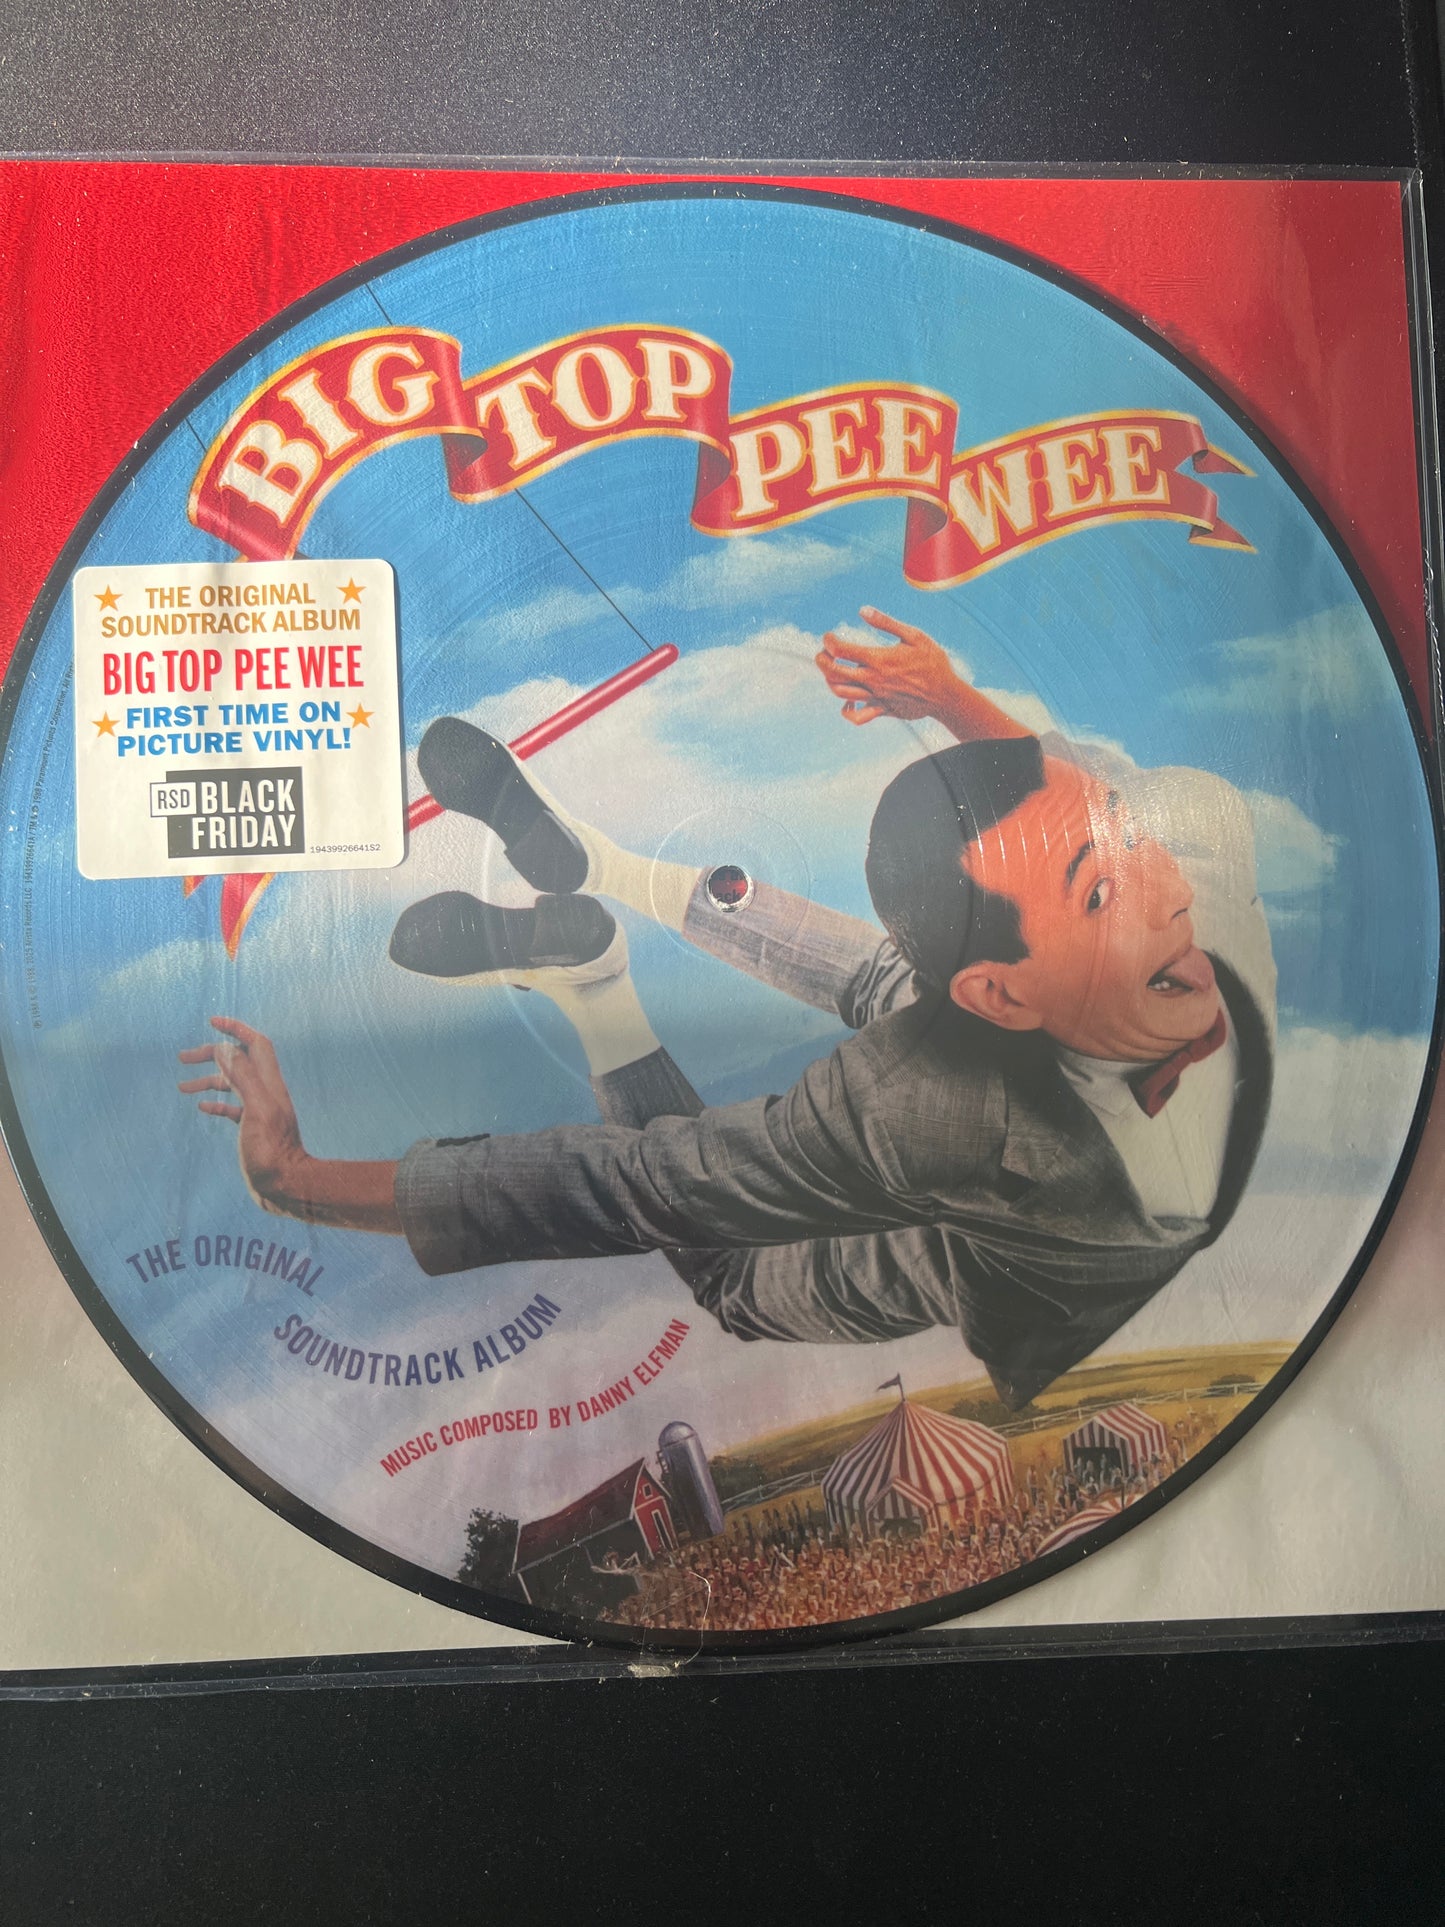 BIG TOP PEE WEE
THE ORIGINAL
SOUNDTRACK ALBUM
BIG TOP PEE WEE
FIRST TIME ON
PICTURE VINYL!
RSD BLACK
FRIDAY
19439926641S2
THE ORIGINAL
SOUNDTRACK ALBUM
MUSIC COMPOSED BY DANNY ELFMAN